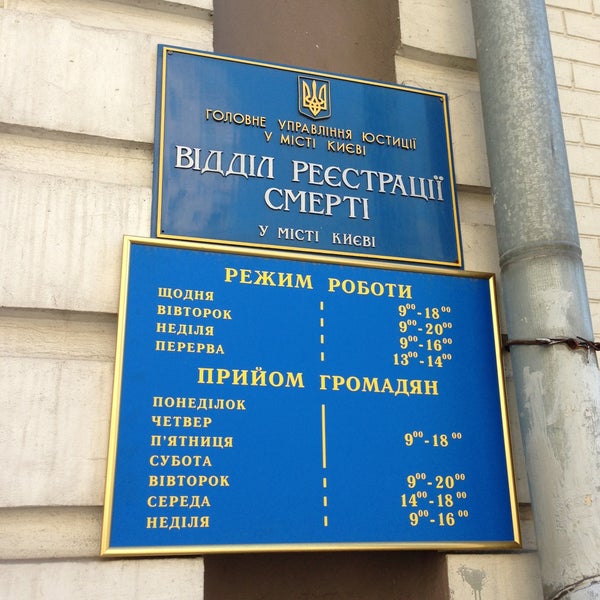 ГОЛОВНЕ УПРАВЛІННЯ ЮСТИЦІЇ
У МІСТІ КИЄВІ
ВІДДІЛ РЕЄСТРАЦІЇ
СМЕРТІ
У МІСТІ КИЄВІ
РЕЖИМ РОБОТИ
ЩОДНЯ 9⁰⁰-18⁰⁰
ВІВТОРОК 9⁰⁰-20⁰⁰
НЕДІЛЯ 9⁰⁰-16⁰⁰
ПЕРЕРВА 13⁰⁰-14⁰⁰
ПРИЙОМ ГРОМАДЯН
ПОНЕДІЛОК
ЧЕТВЕР
П'ЯТНИЦЯ 9⁰⁰-18⁰⁰
СУБОТА
ВІВТОРОК 9⁰⁰-20⁰⁰
СЕРЕДА 14⁰⁰-18⁰⁰
НЕДІЛЯ 9⁰⁰-16⁰⁰